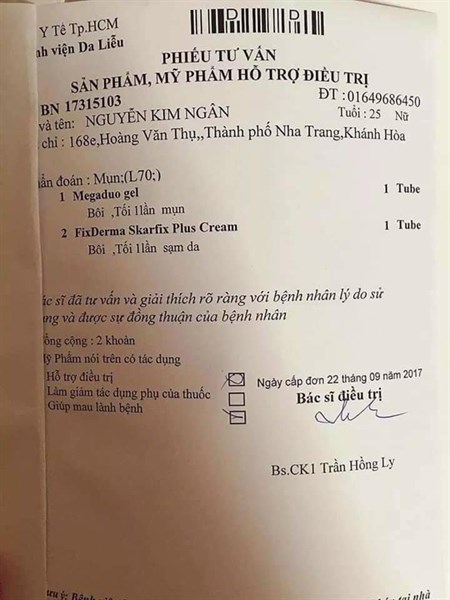 Y Tế Tp.HCM
nh viện Da Liễu
D D
PHIẾU TƯ VẤN
SẢN PHẨM, MỸ PHẨM HỖ TRỢ ĐIỀU TRỊ
BN 17315103
ĐT :01649686450
và tên: NGUYỄN KIM NGÂN
Tuổi : 25 Nữ
chỉ : 168e,Hoàng Văn Thụ,,Thành phố Nha Trang,Khánh Hòa
ẩn đoán : Mun;(L70;)
1 Megaduo gel 1 Tube
Bôi ,Tối 1lần mụn
2 FixDerma Skarfix Plus Cream 1 Tube
Bôi ,Tối 1lần sạm da
ác sĩ đã tư vấn và giải thích rõ ràng với bệnh nhân lý do sử
ng và được sự đồng thuận của bệnh nhân
ổng cộng : 2 khoản
ỹ Phẩm nói trên có tác dụng
Hỗ trợ điều trị
Ngày cấp đơn 22 tháng 09 năm 2017
Làm giảm tác dụng phụ của thuốc
Bác sĩ điều trị
Giúp mau lành bệnh
Bs.CK1 Trần Hồng Ly
tại nhà